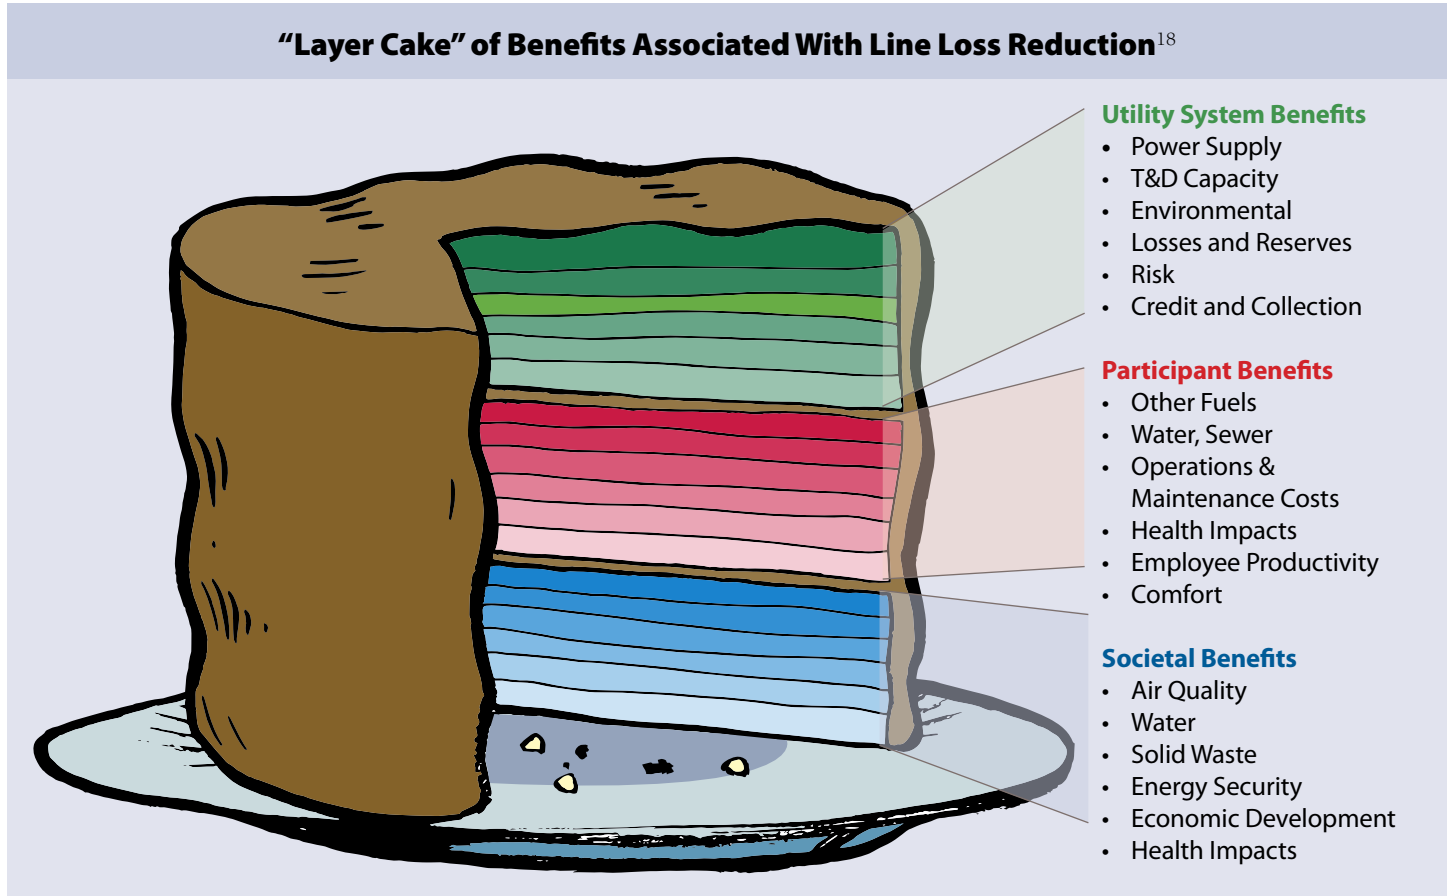 “Layer Cake” of Benefits Associated With Line Loss Reduction18
Utility System Benefits
• Power Supply
• T&D Capacity
• Environmental
• Losses and Reserves
• Risk
• Credit and Collection
Participant Benefits
• Other Fuels
• Water, Sewer
• Operations &
Maintenance Costs
• Health Impacts
• Employee Productivity
• Comfort
Societal Benefits
• Air Quality
• Water
• Solid Waste
• Energy Security
• Economic Development
• Health Impacts